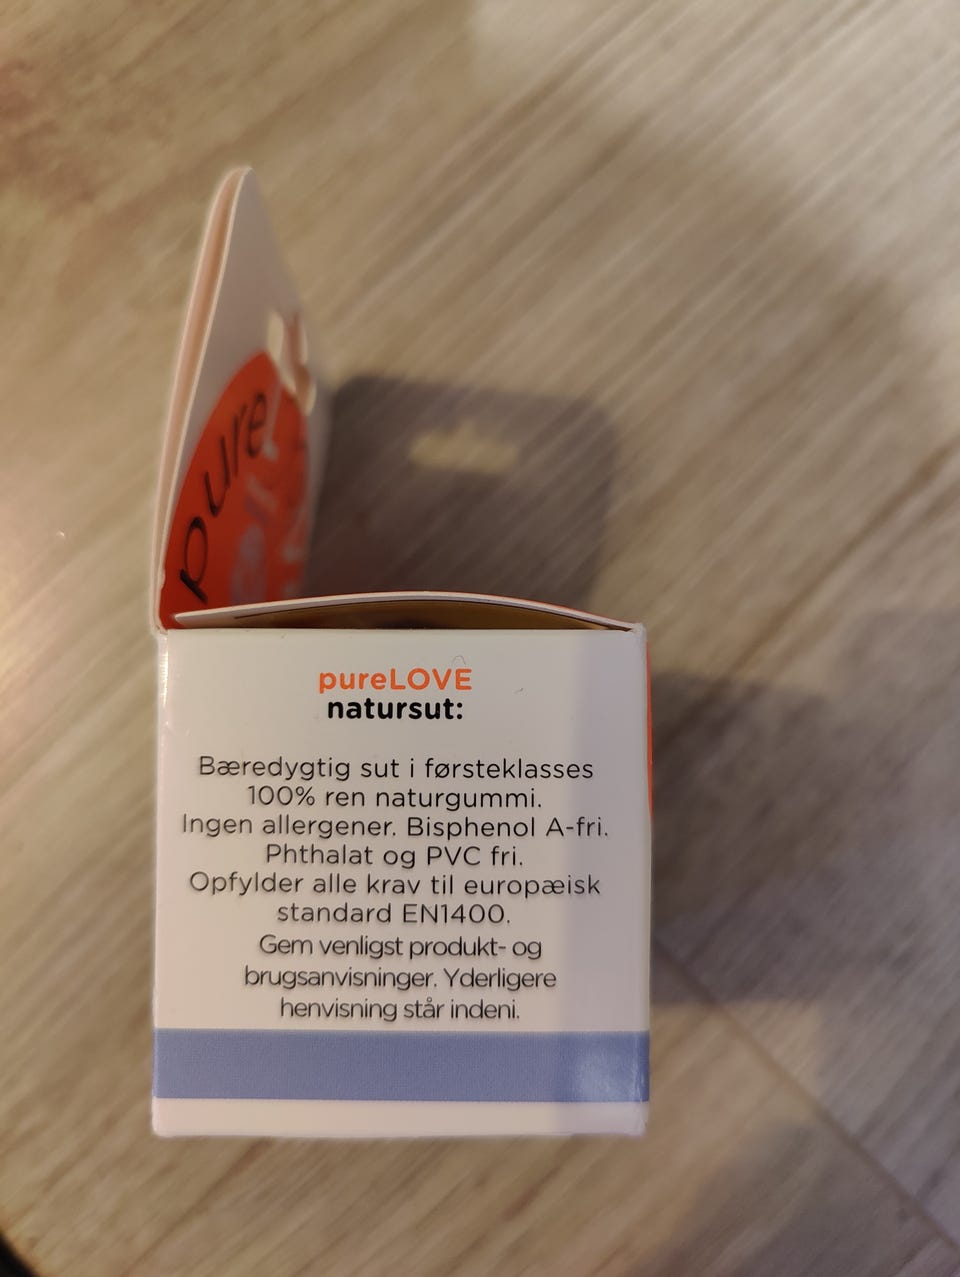 pure
pureLOVE
natursut:
Bæredygtig sut i førsteklasses
100% ren naturgummi.
Ingen allergener. Bisphenol A-fri.
Phthalat og PVC fri.
Opfylder alle krav til europæisk
standard EN1400.
Gem venligst produkt- og
brugsanvisninger. Yderligere
henvisning står indeni.